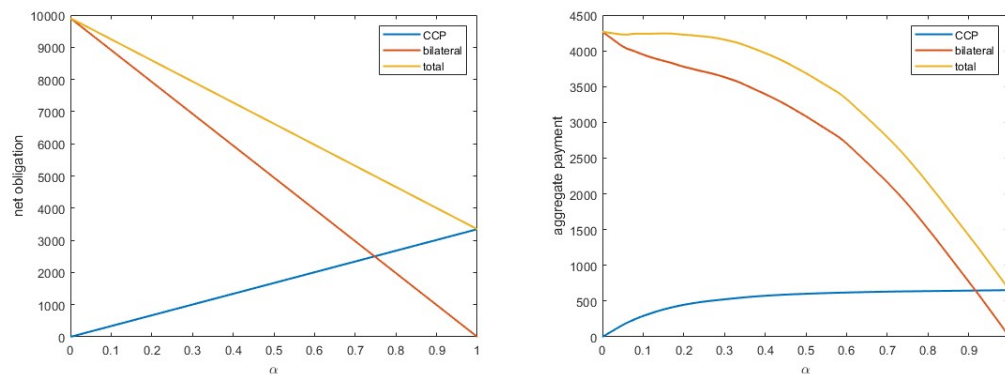 10000
9000
8000
7000
6000
5000
4000
3000
2000
1000
0
net obligation
CCP
bilateral
total
0 0.1 0.2 0.3 0.4 0.5 0.6 0.7 0.8 0.9 1
α
4500
4000
3500
3000
2500
2000
1500
1000
500
0
aggregate payment
CCP
bilateral
total
0 0.1 0.2 0.3 0.4 0.5 0.6 0.7 0.8 0.9
α